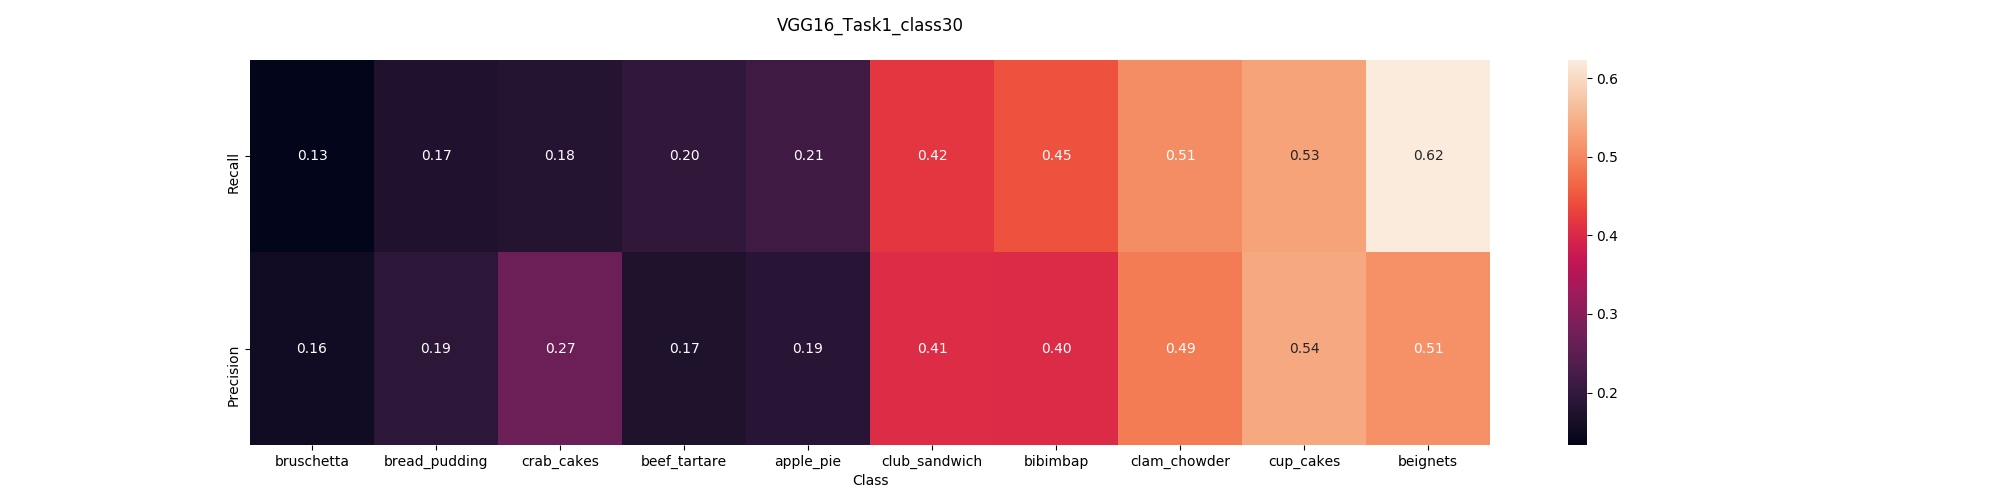 VGG16_Task1_class30
Recall
0.13 0.17 0.18 0.20 0.21 0.42 0.45 0.51 0.53 0.62
Precision
0.16 0.19 0.27 0.17 0.19 0.41 0.40 0.49 0.54 0.51
bruschetta bread_pudding crab_cakes beef_tartare apple_pie club_sandwich bibimbap clam_chowder cup_cakes beignets
Class
0.6
0.5
0.4
0.3
0.2